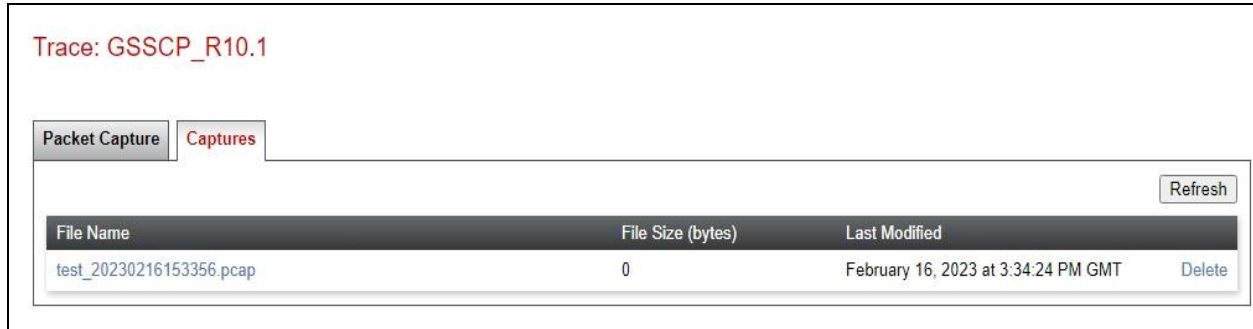 Trace: GSSCP_R10.1
Packet Capture Captures
Refresh
File Name File Size (bytes) Last Modified
test_20230216153356.pcap 0 February 16, 2023 at 3:34:24 PM GMT Delete